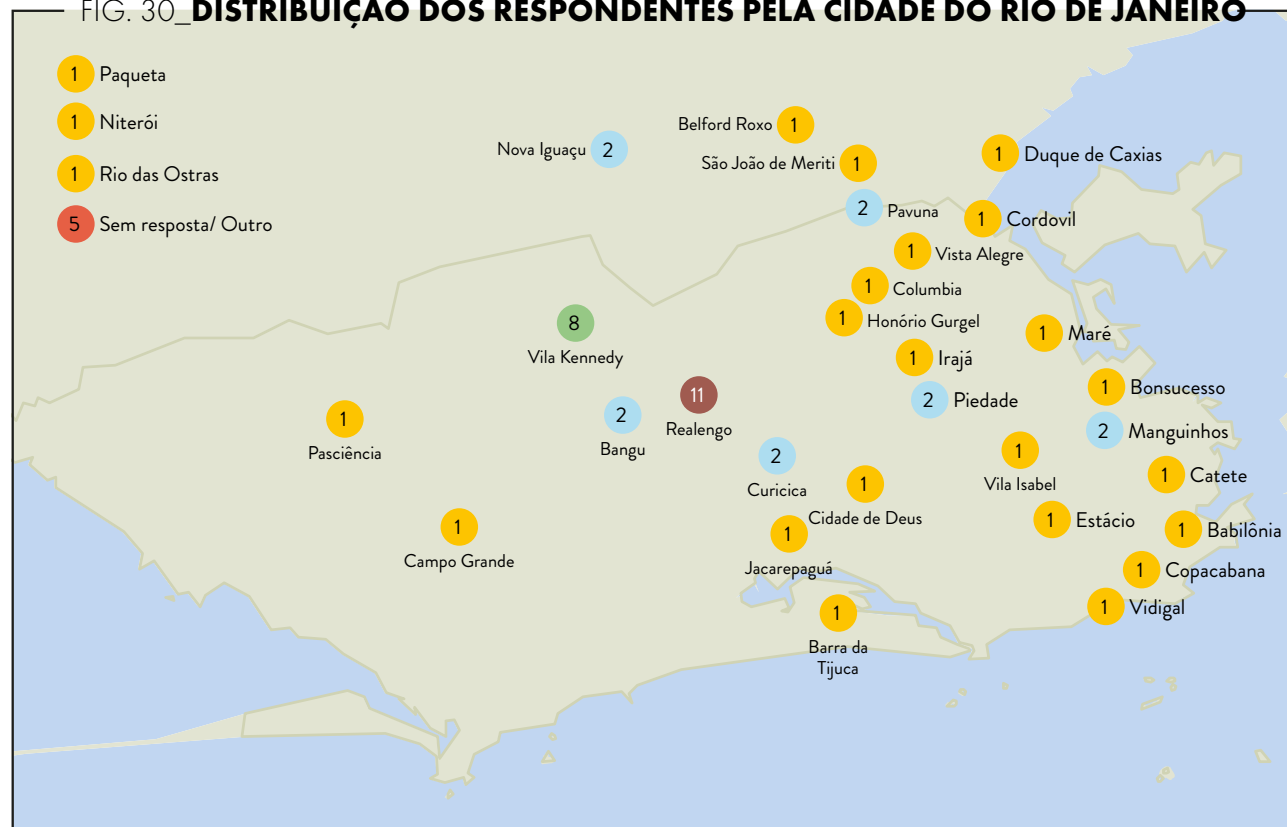 FIG. 30_DISTRIBUIÇÃO DOS RESPONDENTES PELA CIDADE DO RIO DE JANEIRO
1 Paqueta
1 Niterói
1 Rio das Ostras
5 Sem resposta/ Outro
Nova Iguaçu 2
Belford Roxo 1
São João de Meriti 1
1 Duque de Caxias
2 Pavuna
1 Cordovil
1 Vista Alegre
1 Columbia
1 Honório Gurgel
1 Maré
1 Irajá
8
Vila Kennedy
1 Bonsucesso
2 Piedade
11
Realengo
2
Bangu
1
Pasciência
2 Manguinhos
2
Curicica
1
Vila Isabel
1 Catete
1
Cidade de Deus
1 Estácio
1 Babilônia
1
Campo Grande
1
Jacarepaguá
1 Copacabana
1 Vidigal
1
Barra da
Tijuca